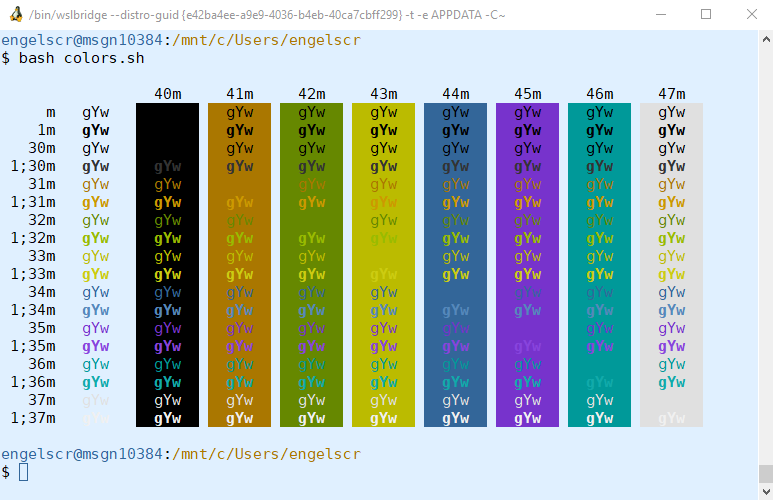 /bin/wslbridge --distro-guid {e42ba4ee-a9e9-4036-b4eb-40ca7cbff299} -t -e APPDATA -C~
engelscr@msgn10384:/mnt/c/Users/engelscr
$ bash colors.sh
40m 41m 42m 43m 44m 45m 46m 47m
m gYw gYw gYw gYw gYw gYw gYw gYw
1m gYw gYw gYw gYw gYw gYw gYw gYw
30m gYw gYw gYw gYw gYw gYw gYw gYw
1;30m gYw gYw gYw gYw gYw gYw gYw gYw gYw
31m gYw gYw gYw gYw gYw gYw gYw gYw
1;31m gYw gYw gYw gYw gYw gYw gYw gYw gYw
32m gYw gYw gYw gYw gYw gYw gYw gYw
1;32m gYw gYw gYw gYw gYw gYw gYw gYw gYw
33m gYw gYw gYw gYw gYw gYw gYw gYw
1;33m gYw gYw gYw gYw gYw gYw gYw gYw gYw
34m gYw gYw gYw gYw gYw gYw gYw gYw
1;34m gYw gYw gYw gYw gYw gYw gYw gYw gYw
35m gYw gYw gYw gYw gYw gYw gYw gYw
1;35m gYw gYw gYw gYw gYw gYw gYw gYw gYw
36m gYw gYw gYw gYw gYw gYw gYw gYw
1;36m gYw gYw gYw gYw gYw gYw gYw gYw gYw
37m gYw gYw gYw gYw gYw gYw gYw gYw
1;37m gYw gYw gYw gYw gYw gYw gYw gYw gYw
engelscr@msgn10384:/mnt/c/Users/engelscr
$